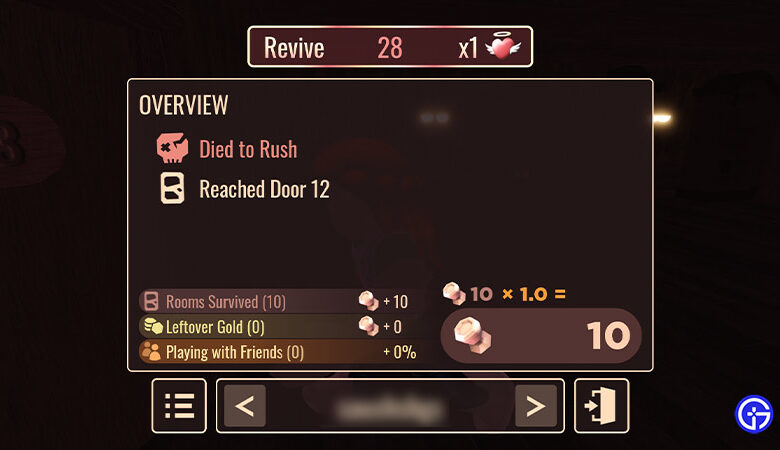 Revive 28 x1
OVERVIEW
Died to Rush
Reached Door 12
Rooms Survived (10) + 10
Leftover Gold (0) + 0
Playing with Friends (0) + 0%
10 × 1.0 =
10
< >